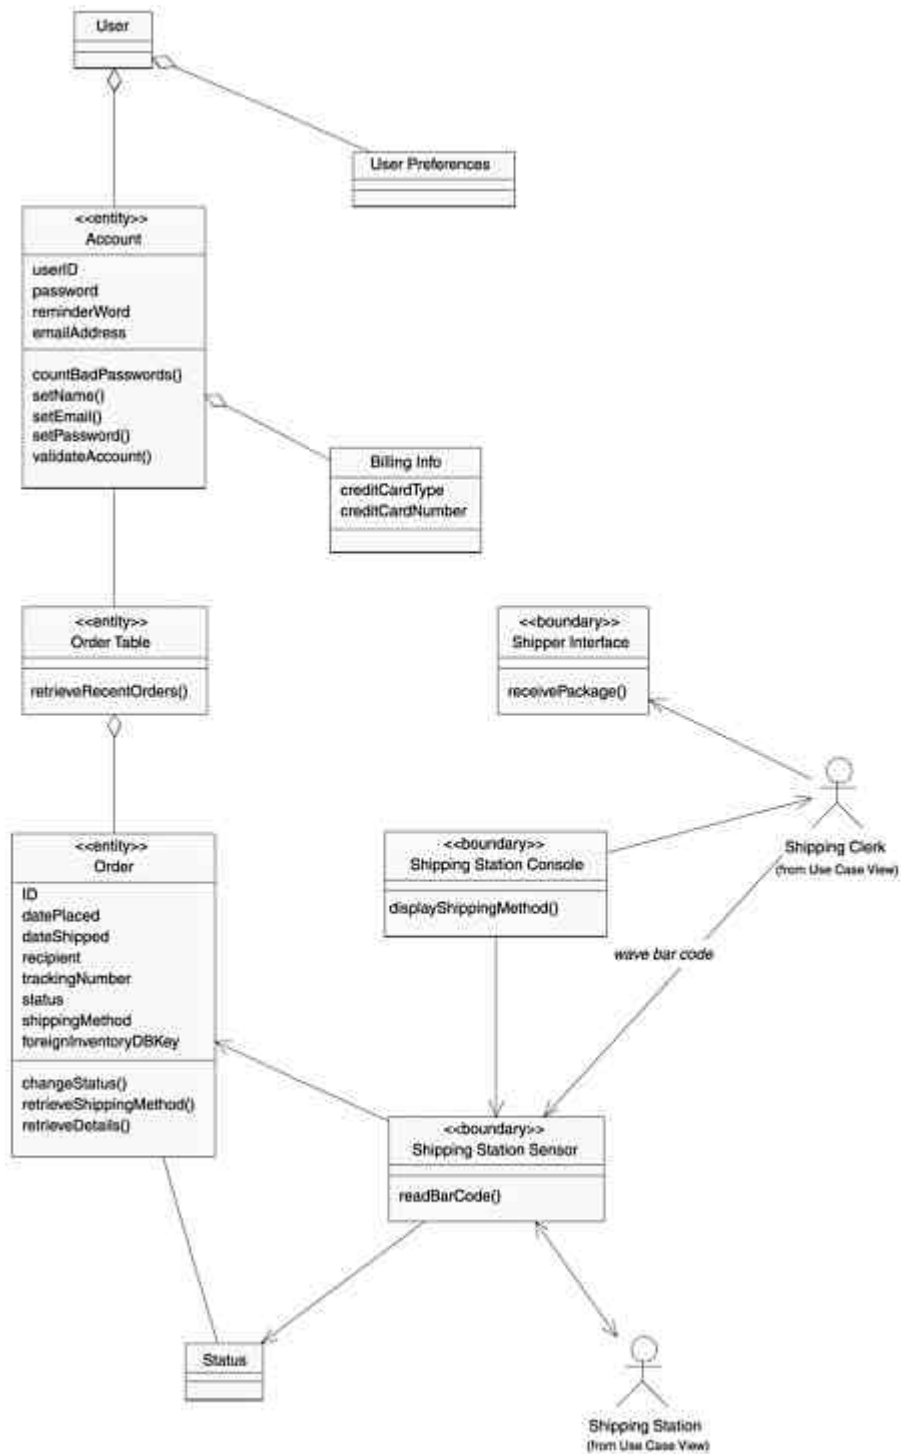 User
User Preferences
<<entity>>
Account
userID
password
reminderWord
emailAddress
countBadPasswords()
setName()
setEmail()
setPassword()
validateAccount()
Billing Info
creditCardType
creditCardNumber
<<entity>>
Order Table
retrieveRecentOrders()
<<boundary>>
Shipper Interface
receivePackage()
Shipping Clerk
(from Use Case View)
<<boundary>>
Shipping Station Console
displayShippingMethod()
wave bar code
<<entity>>
Order
ID
datePlaced
dateShipped
recipient
trackingNumber
status
shippingMethod
foreignInventoryDBKey
changeStatus()
retrieveShippingMethod()
retrieveDetails()
<<boundary>>
Shipping Station Sensor
readBarCode()
Status
Shipping Station
(from Use Case View)